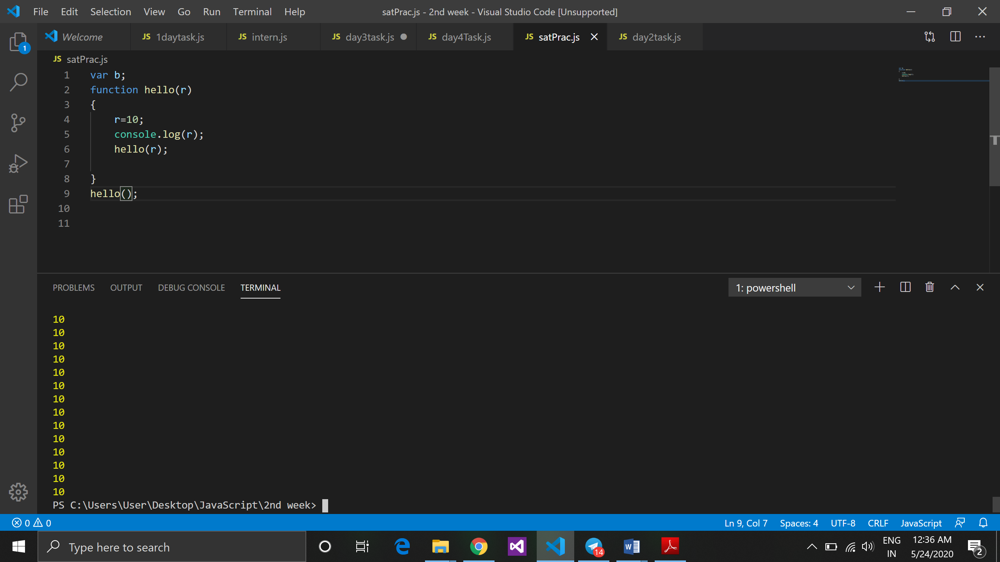 File Edit Selection View Go Run Terminal Help satPrac.js - 2nd week - Visual Studio Code [Unsupported]
Welcome JS 1daytask.js JS intern.js JS day3task.js JS day4Task.js JS satPrac.js JS day2task.js
1
JS satPrac.js
1 var b;
2 function hello(r)
3 {
4 r=10;
5 console.log(r);
6 hello(r);
7
8 }
9 hello();
10
11
PROBLEMS OUTPUT DEBUG CONSOLE TERMINAL 1: powershell
10
10
10
10
10
10
10
10
10
10
10
10
10
10
PS C:\Users\User\Desktop\JavaScript\2nd week>
0 0 Ln 9, Col 7 Spaces: 4 UTF-8 CRLF JavaScript
Type here to search
14
ENG
IN
12:36 AM
5/24/2020
2